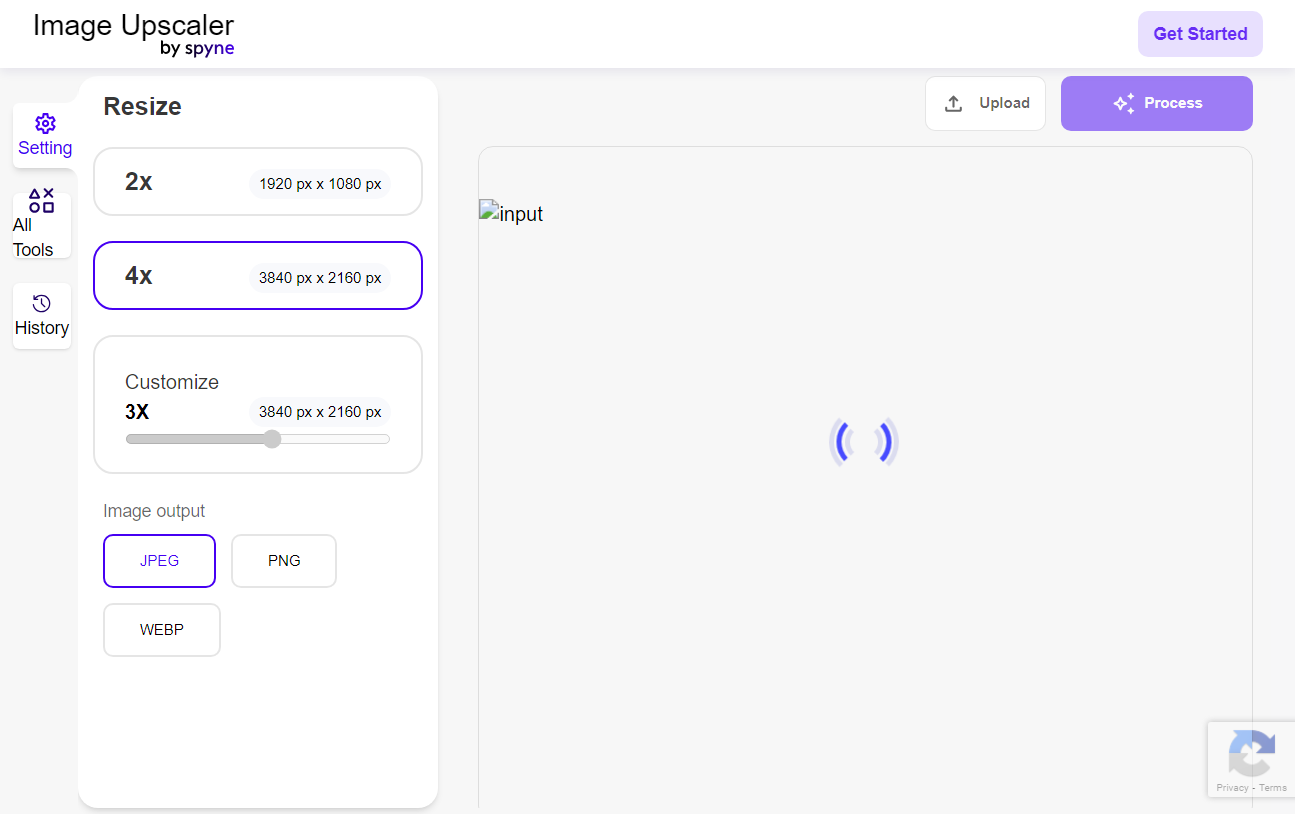 Image Upscaler
by spyne
Get Started
Setting
All
Tools
History
Resize
2x
1920 px x 1080 px
4x
3840 px x 2160 px
Customize
3X
3840 px x 2160 px
Image output
JPEG
PNG
WEBP
Upload
Process
input
Privacy - Terms